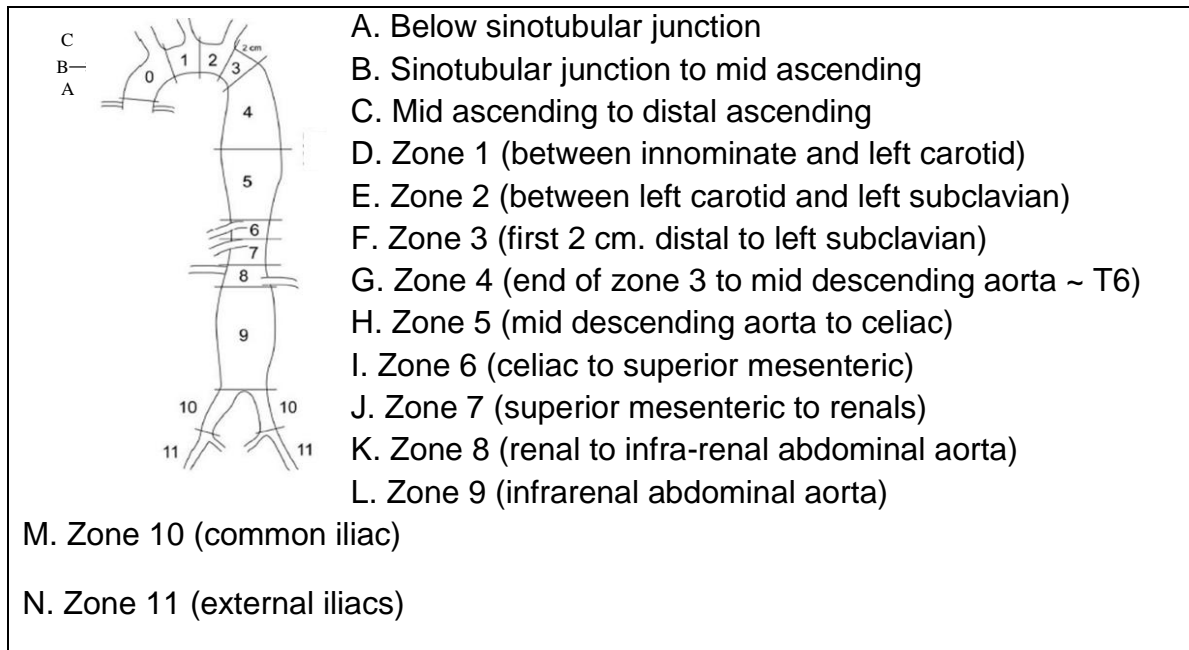 C
B
A
0
1
2
2 cm
3
4
5
6
7
8
9
10
10
11
11
A. Below sinotubular junction
B. Sinotubular junction to mid ascending
C. Mid ascending to distal ascending
D. Zone 1 (between innominate and left carotid)
E. Zone 2 (between left carotid and left subclavian)
F. Zone 3 (first 2 cm. distal to left subclavian)
G. Zone 4 (end of zone 3 to mid descending aorta ~ T6)
H. Zone 5 (mid descending aorta to celiac)
I. Zone 6 (celiac to superior mesenteric)
J. Zone 7 (superior mesenteric to renals)
K. Zone 8 (renal to infra-renal abdominal aorta)
L. Zone 9 (infrarenal abdominal aorta)
M. Zone 10 (common iliac)
N. Zone 11 (external iliacs)